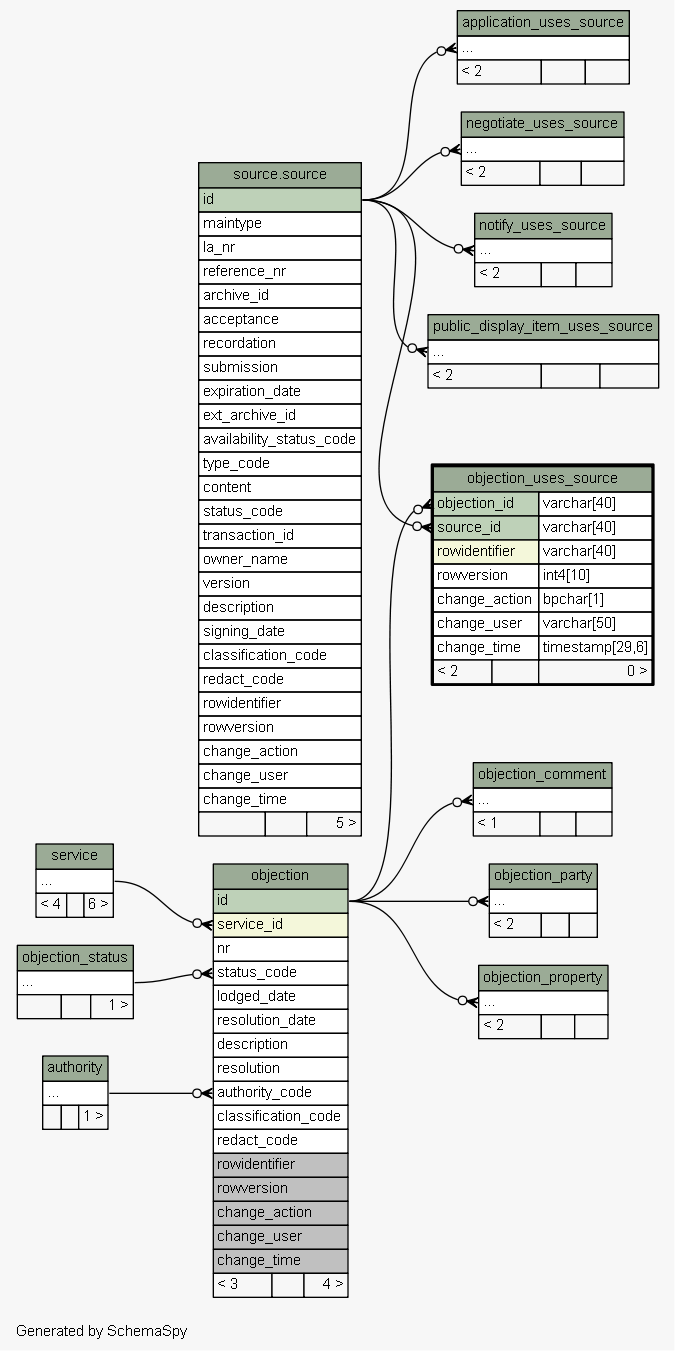 application_uses_source
...
< 2
negotiate_uses_source
...
< 2
notify_uses_source
...
< 2
public_display_item_uses_source
...
< 2
source.source
id
maintype
la_nr
reference_nr
archive_id
acceptance
recordation
submission
expiration_date
ext_archive_id
availability_status_code
type_code
content
status_code
transaction_id
owner_name
version
description
signing_date
classification_code
redact_code
rowidentifier
rowversion
change_action
change_user
change_time
5 >
objection_uses_source
objection_id varchar[40]
source_id varchar[40]
rowidentifier varchar[40]
rowversion int4[10]
change_action bpchar[1]
change_user varchar[50]
change_time timestamp[29,6]
< 2 0 >
objection_comment
...
< 1
objection_party
...
< 2
objection_property
...
< 2
service
...
< 4 6 >
objection_status
...
1 >
authority
...
1 >
objection
id
service_id
nr
status_code
lodged_date
resolution_date
description
resolution
authority_code
classification_code
redact_code
rowidentifier
rowversion
change_action
change_user
change_time
< 3 4 >
Generated by SchemaSpy